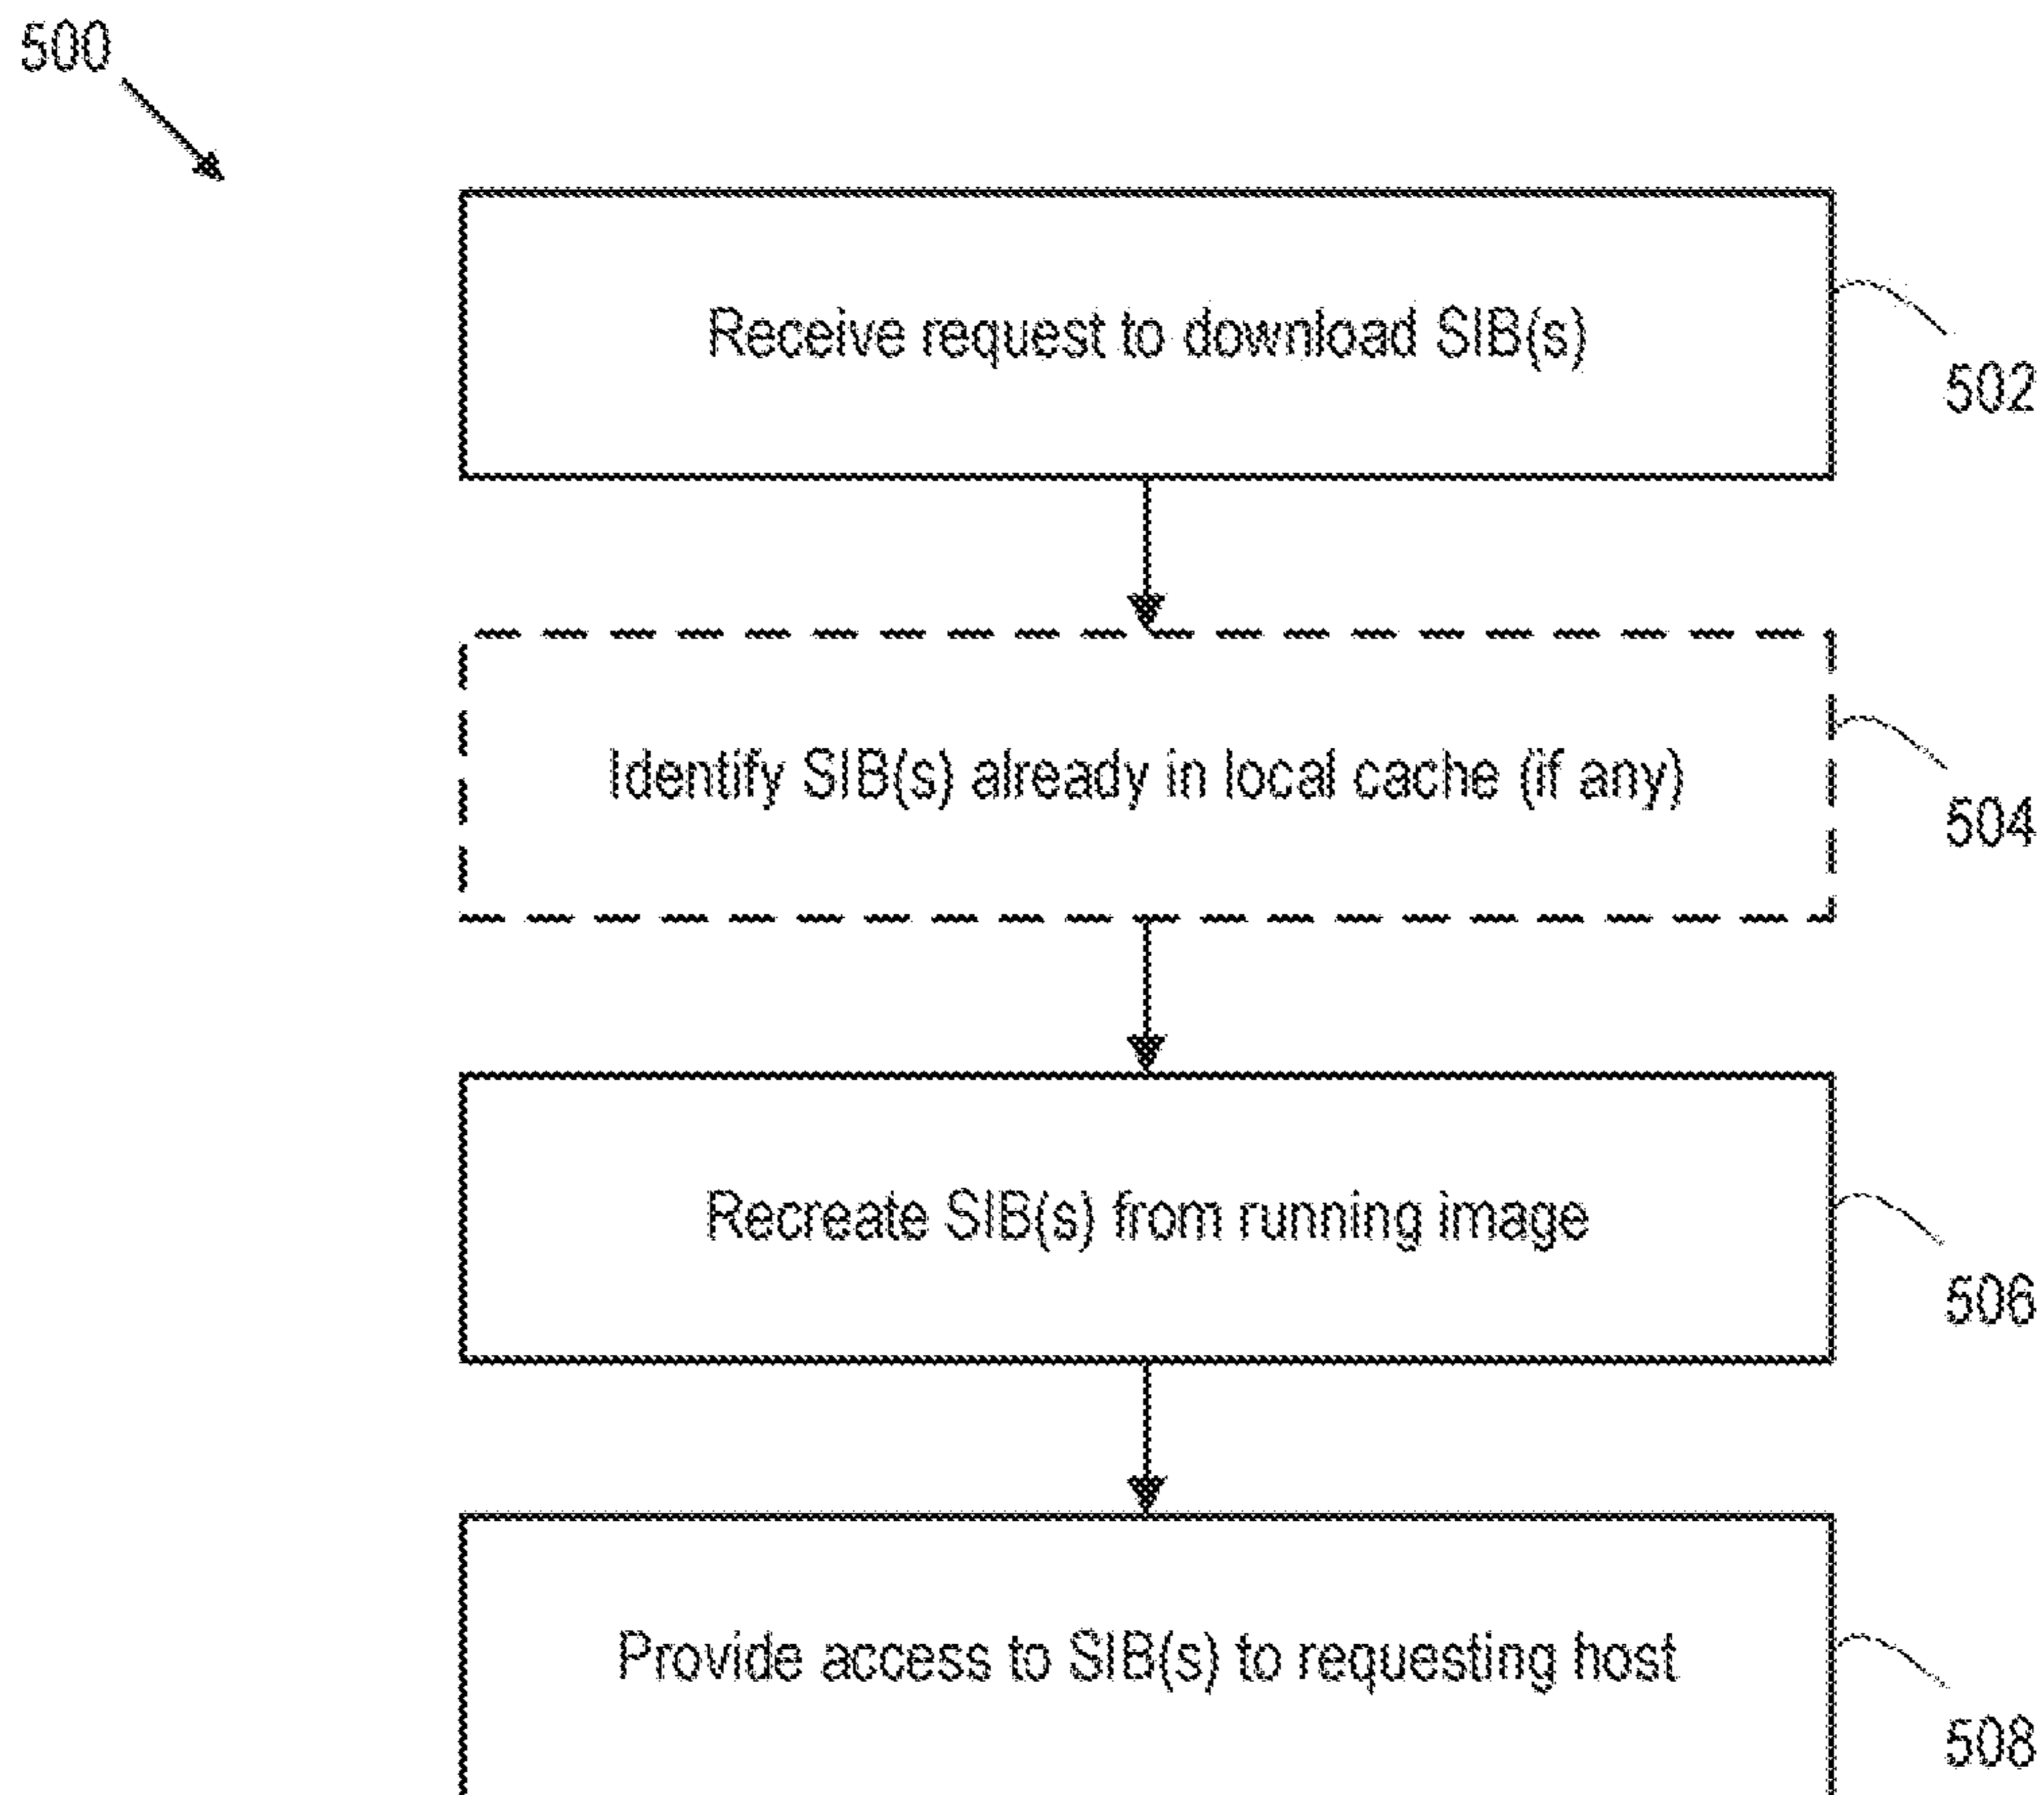 500
Receive request to download SIB(s)
502
Identify SIB(s) already in local cache (if any)
504
Recreate SIB(s) from running image
506
Provide access to SIB(s) to requesting host
508